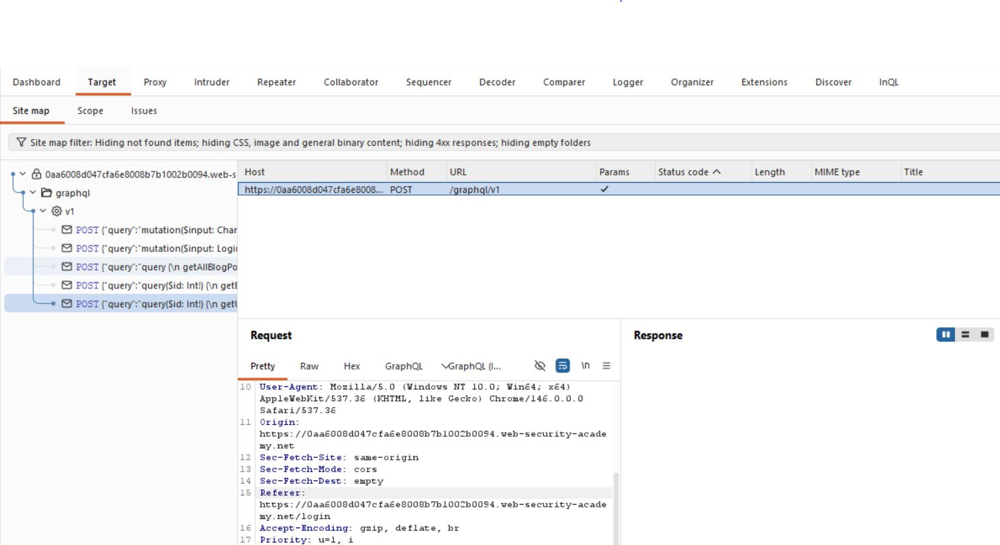 Dashboard Target Proxy Intruder Repeater Collaborator Sequencer Decoder Comparer Logger Organizer Extensions Discover InQL
Site map Scope Issues
Site map filter: Hiding not found items; hiding CSS, image and general binary content; hiding 4xx responses; hiding empty folders
0aa6008d047cfa6e8008b7b1002b0094.web-s
graphql
v1
POST {"query":"mutation($input: Char
POST {"query":"mutation($input: Logi
POST {"query":"query {\n getAllBlogPo
POST {"query":"query($id: Int!) {\n get
POST {"query":"query($id: Int!) {\n get
Host Method URL Params Status code Length MIME type Title
https://0aa6008d047cfa6e8008... POST /graphql/v1
Request
Pretty Raw Hex GraphQL GraphQL (I... \n
10 User-Agent: Mozilla/5.0 (Windows NT 10.0; Win64; x64)
AppleWebKit/537.36 (KHTML, like Gecko) Chrome/146.0.0.0
Safari/537.36
11 Origin:
https://0aa6008d047cfa6e8008b7b1002b0094.web-security-acade
my.net
12 Sec-Fetch-Site: same-origin
13 Sec-Fetch-Mode: cors
14 Sec-Fetch-Dest: empty
15 Referer:
https://0aa6008d047cfa6e8008b7b1002b0094.web-security-acade
my.net/login
16 Accept-Encoding: gzip, deflate, br
17 Priority: u=1, i
Response